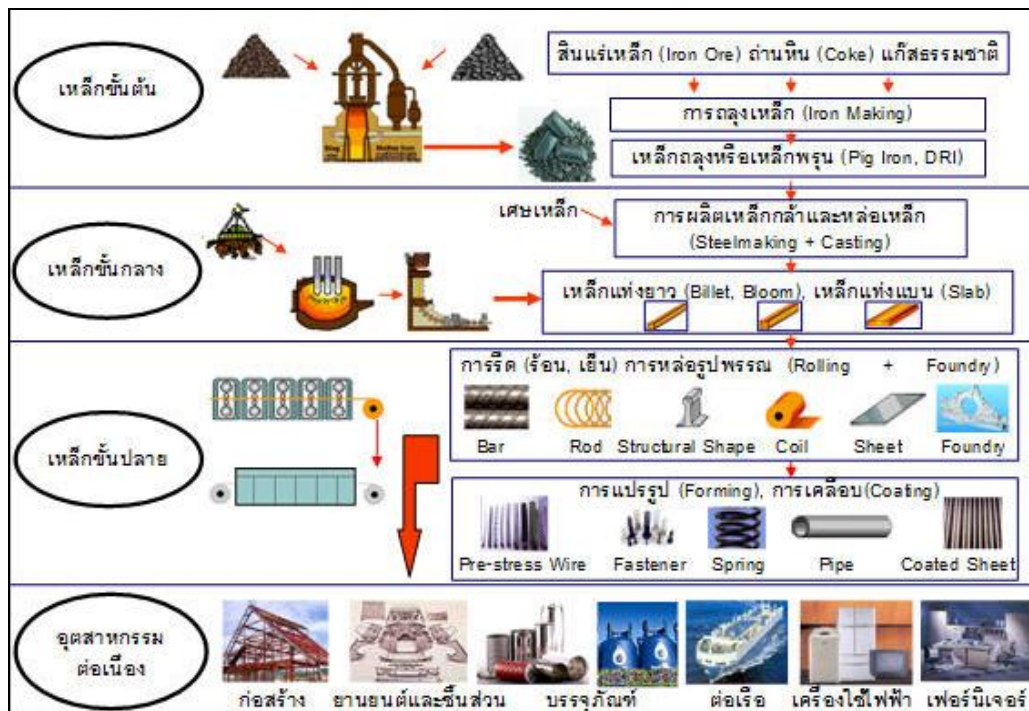 เหล็กขั้นต้น
สินแร่เหล็ก (Iron Ore) ถ่านหิน (Coke) แก๊สธรรมชาติ
การถลุงเหล็ก (Iron Making)
เหล็กถลุงหรือเหล็กพรุน (Pig Iron, DRI)
เหล็กขั้นกลาง
เศษเหล็ก
การผลิตเหล็กกล้าและหล่อเหล็ก
(Steelmaking + Casting)
เหล็กแท่งยาว (Billet, Bloom), เหล็กแท่งแบน (Slab)
เหล็กขั้นปลาย
การรีด (ร้อน, เย็น) การหล่อรูปพรรณ (Rolling + Foundry)
Bar Rod Structural Shape Coil Sheet Foundry
การแปรรูป (Forming), การเคลือบ(Coating)
Pre-stress Wire Fastener Spring Pipe Coated Sheet
อุตสาหกรรม
ต่อเนื่อง
ก่อสร้าง ยานยนต์และชิ้นส่วน บรรจุภัณฑ์ ต่อเรือ เครื่องใช้ไฟฟ้า เฟอร์นิเจอร์